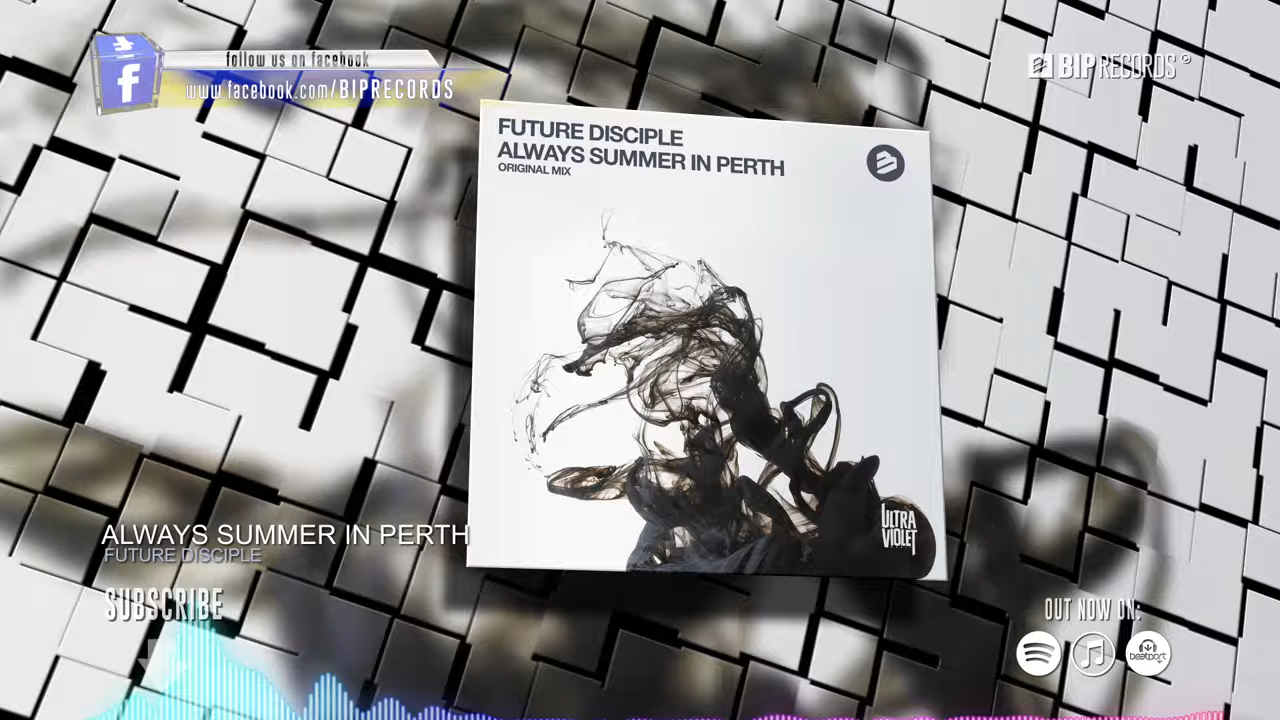 follow us on facebook
www.facebook.com/BIPRECORDS
BIP RECORDS ©
FUTURE DISCIPLE
ALWAYS SUMMER IN PERTH
ORIGINAL MIX
ULTRA
VIOLET
ALWAYS SUMMER IN PERTH
FUTURE DISCIPLE
SUBSCRIBE
OUT NOW ON:
beatport